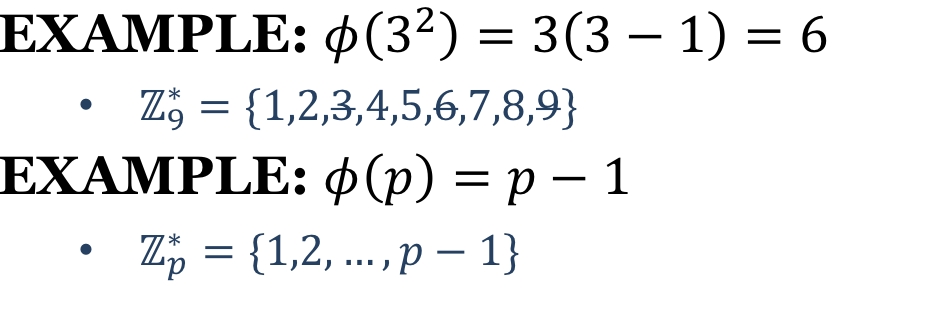 EXAMPLE: ϕ(3²) = 3(3 − 1) = 6
• ℤ₉* = {1,2,3̶,4,5,6̶,7,8,9̶}
EXAMPLE: ϕ(p) = p − 1
• ℤₚ* = {1,2, … , p − 1}